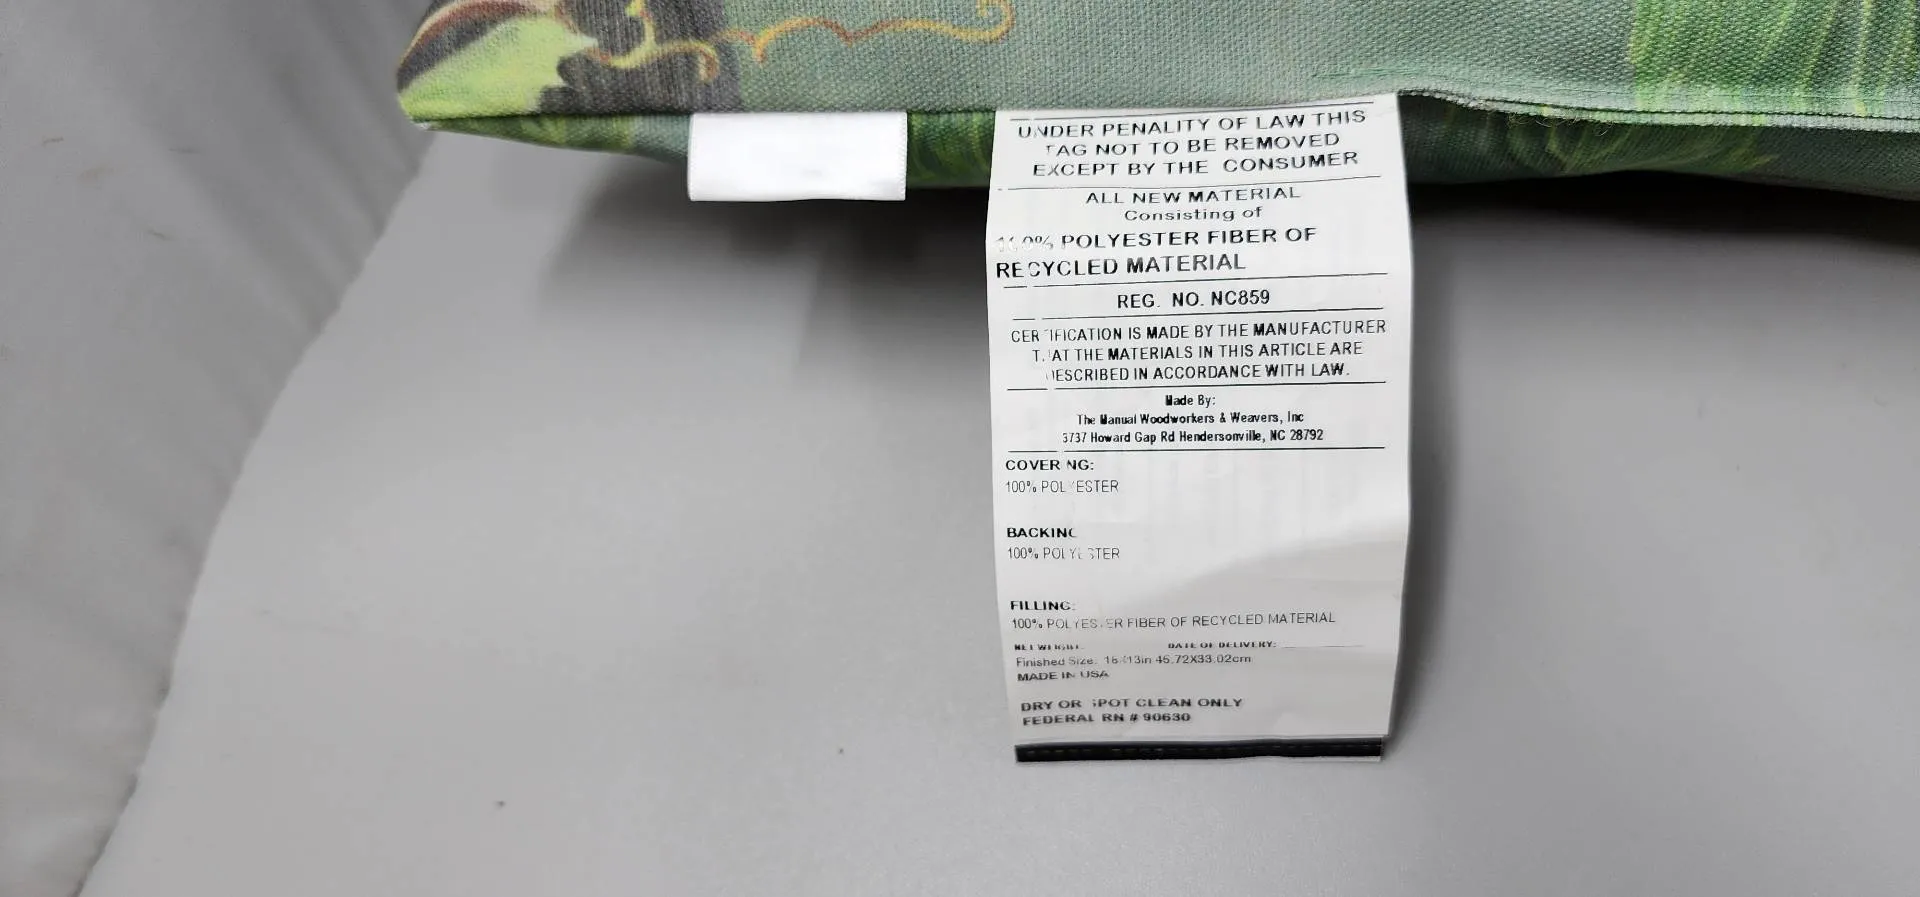 UNDER PENALITY OF LAW THIS
TAG NOT TO BE REMOVED
EXCEPT BY THE CONSUMER
ALL NEW MATERIAL
Consisting of
100% POLYESTER FIBER OF
RECYCLED MATERIAL
REG. NO. NC859
CERTIFICATION IS MADE BY THE MANUFACTURER
THAT THE MATERIALS IN THIS ARTICLE ARE
DESCRIBED IN ACCORDANCE WITH LAW.
Made By:
The Manual Woodworkers & Weavers, Inc
3737 Howard Gap Rd Hendersonville, NC 28792
COVERING:
100% POLYESTER
BACKING
100% POLYESTER
FILLING:
100% POLYESTER FIBER OF RECYCLED MATERIAL
NET WEIGHT: DATE OF DELIVERY:
Finished Size: 45.72X33.02cm
MADE IN USA
DRY OR SPOT CLEAN ONLY
FEDERAL RN # 90630